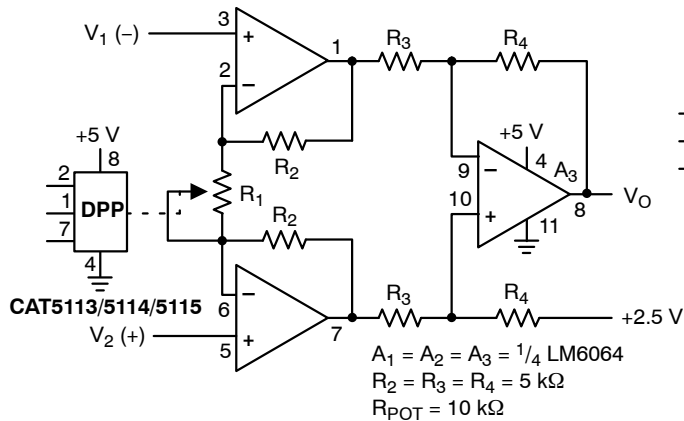 V1 (–)
3
+
1
R3
R4
2
–
+5 V
8
R2
+5 V
4
A3
9
–
2
DPP
R1
10
+
8
VO
1
7
R2
11
4
CAT5113/5114/5115
–
6
R3
R4
+2.5 V
V2 (+)
5
+
7
A1 = A2 = A3 = 1/4 LM6064
R2 = R3 = R4 = 5 kΩ
RPOT = 10 kΩ